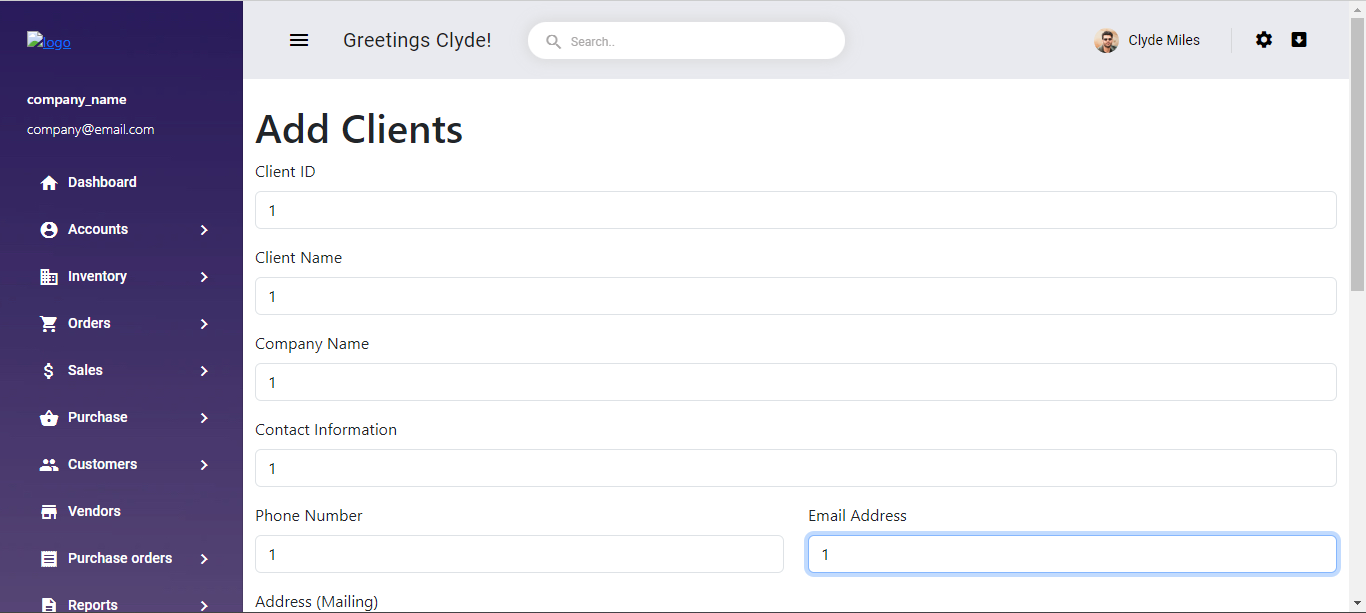 logo
company_name
company@email.com
Dashboard
Accounts
Inventory
Orders
Sales
Purchase
Customers
Vendors
Purchase orders
Reports
Greetings Clyde!
Search..
Clyde Miles
Add Clients
Client ID
1
Client Name
1
Company Name
1
Contact Information
1
Phone Number
1
Email Address
1
Address (Mailing)